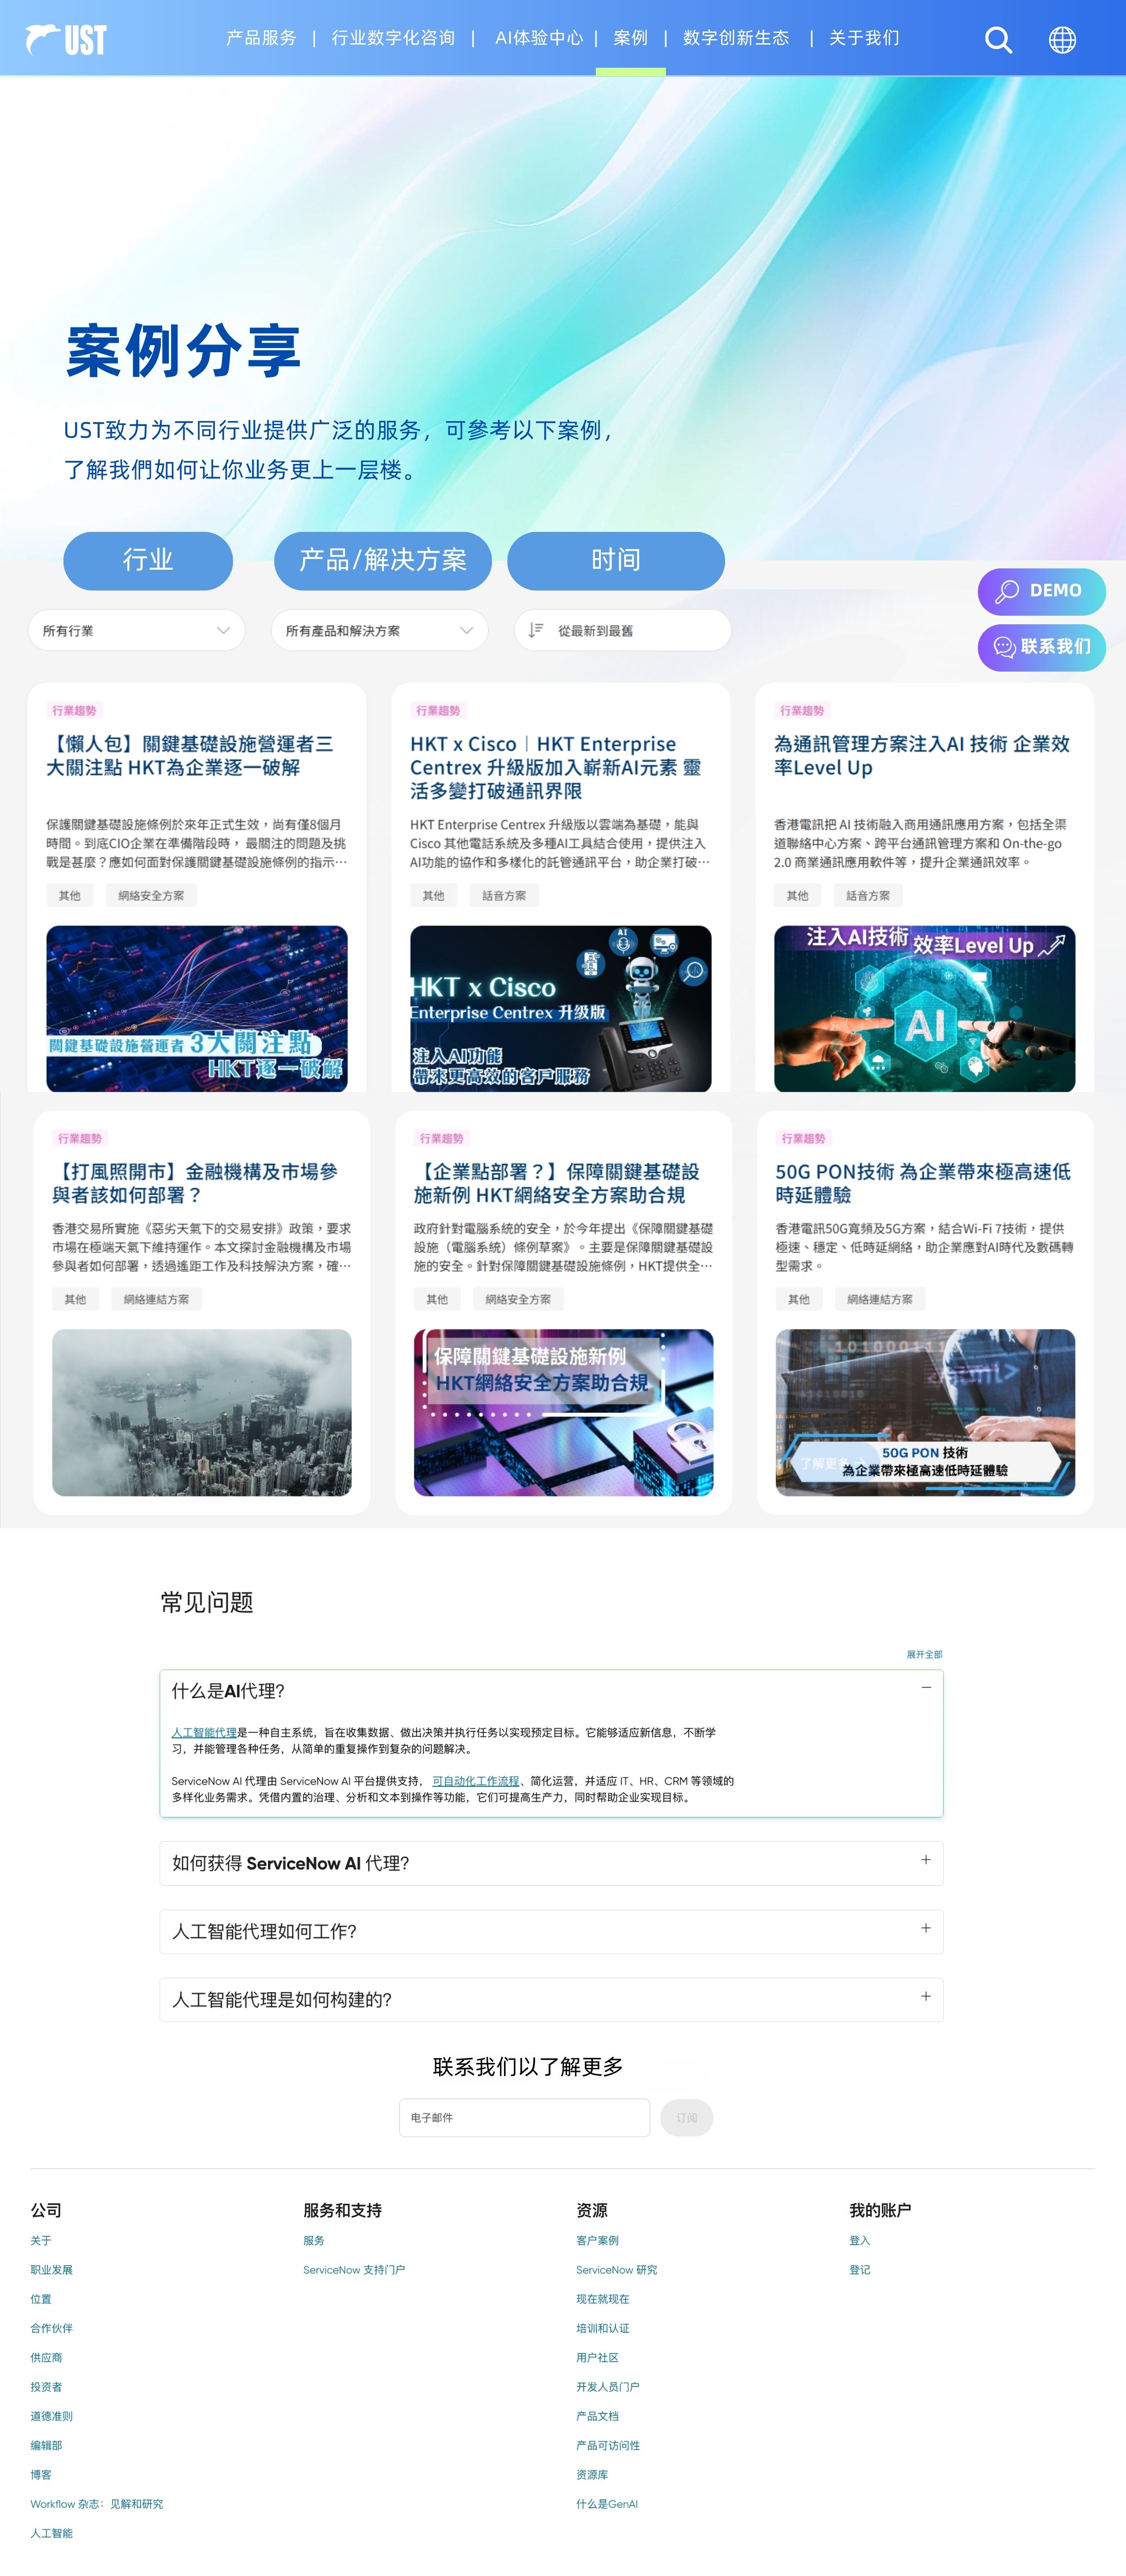 UST
产品服务 | 行业数字化咨询 | AI体验中心 | 案例 | 数字创新生态 | 关于我们
案例分享
UST致力为不同行业提供广泛的服务，可參考以下案例，
了解我們如何让你业务更上一层楼。
行业
产品/解决方案
时间
DEMO
所有行業
所有產品和解決方案
從最新到最舊
联系我们
行業趨勢
【懶人包】關鍵基礎設施營運者三
大關注點 HKT為企業逐一破解
保護關鍵基礎設施條例於來年正式生效，尚有僅8個月
時間。到底CIO企業在準備階段時， 最關注的問題及挑
戰是甚麼？應如何面對保護關鍵基礎設施條例的指示…
其他
網絡安全方案
關鍵基礎設施營運者 3大關注點
HKT逐一破解
行業趨勢
HKT x Cisco｜HKT Enterprise
Centrex 升級版加入嶄新AI元素 靈
活多變打破通訊界限
HKT Enterprise Centrex 升級版以雲端為基礎，能與
Cisco 其他電話系統及多種AI工具結合使用，提供注入
AI功能的協作和多樣化的託管通訊平台，助企業打破…
其他
話音方案
AI
HKT x Cisco
Enterprise Centrex 升級版
注入AI功能
帶來更高效的客戶服務
行業趨勢
為通訊管理方案注入AI 技術 企業效
率Level Up
香港電訊把 AI 技術融入商用通訊應用方案，包括全渠
道聯絡中心方案、跨平台通訊管理方案和 On-the-go
2.0 商業通訊應用軟件等，提升企業通訊效率。
其他
話音方案
注入AI技術 效率Level Up
AI
行業趨勢
【打風照開市】金融機構及市場參
與者該如何部署？
香港交易所實施《惡劣天氣下的交易安排》政策，要求
市場在極端天氣下維持運作。本文探討金融機構及市場
參與者如何部署，透過遙距工作及科技解決方案，確…
其他
網絡連結方案
行業趨勢
【企業點部署？】保障關鍵基礎設
施新例 HKT網絡安全方案助合規
政府針對電腦系統的安全，於今年提出《保障關鍵基礎
設施（電腦系統）條例草案》。主要是保障關鍵基礎設
施的安全。針對保障關鍵基礎設施條例，HKT提供全…
其他
網絡安全方案
保障關鍵基礎設施新例
HKT網絡安全方案助合規
行業趨勢
50G PON技術 為企業帶來極高速低
時延體驗
香港電訊50G寬頻及5G方案，結合Wi-Fi 7技術，提供
極速、穩定、低時延網絡，助企業應對AI時代及數碼轉
型需求。
其他
網絡連結方案
了解更多
50G PON 技術
為企業帶來極高速低時延體驗
常见问题
展开全部
什么是AI代理?
人工智能代理是一种自主系统，旨在收集数据、做出决策并执行任务以实现预定目标。它能够适应新信息，不断学
习，并能管理各种任务，从简单的重复操作到复杂的问题解决。
ServiceNow AI 代理由 ServiceNow AI 平台提供支持， 可自动化工作流程、简化运营，并适应 IT、HR、CRM 等领域的
多样化业务需求。凭借内置的治理、分析和文本到操作等功能，它们可提高生产力，同时帮助企业实现目标。
如何获得 ServiceNow AI 代理?
人工智能代理如何工作?
人工智能代理是如何构建的?
联系我们以了解更多
电子邮件
订阅
公司
关于
职业发展
位置
合作伙伴
供应商
投资者
道德准则
编辑部
博客
Workflow 杂志：见解和研究
人工智能
服务和支持
服务
ServiceNow 支持门户
资源
客户案例
ServiceNow 研究
现在就现在
培训和认证
用户社区
开发人员门户
产品文档
产品可访问性
资源库
什么是GenAI
我的账户
登入
登记